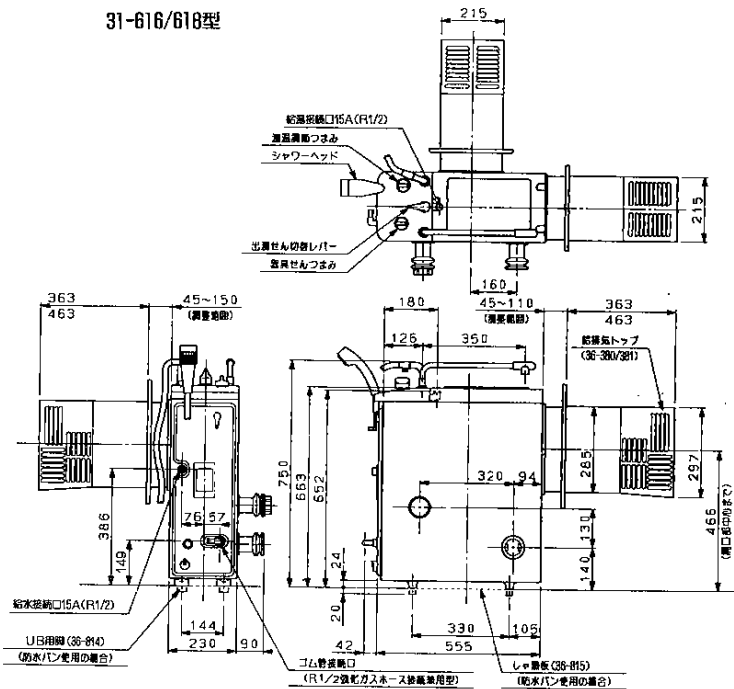 31-616/618型
215
給湯接続口15A(R1/2)
湯温調節つまみ
シャワーヘッド
215
出湯せん切替レバー
器具せんつまみ
160
363
463
45~150
(調整範囲)
180
45~110
(調整範囲)
363
463
126
350
給排気トップ
(36-380/381)
750
663
652
320
94
285
297
466
(開口部中心まで)
386
149
76
57
130
140
24
20
給水接続口15A(R1/2)
144
230
90
42
330
105
555
UB用脚(36-814)
(防水パン使用の場合)
ゴム管接続口
(R1/2強化ガスホース接続兼用型)
しゃ熱板(36-815)
(防水パン使用の場合)